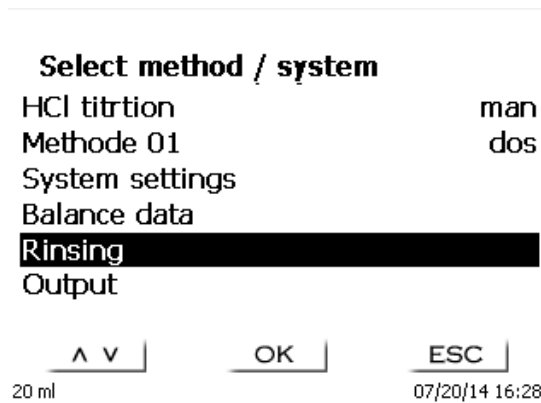 Select method / system
HCl titrtion man
Methode 01 dos
System settings
Balance data
Rinsing
Output
∧ ∨ OK ESC
20 ml 07/20/14 16:28